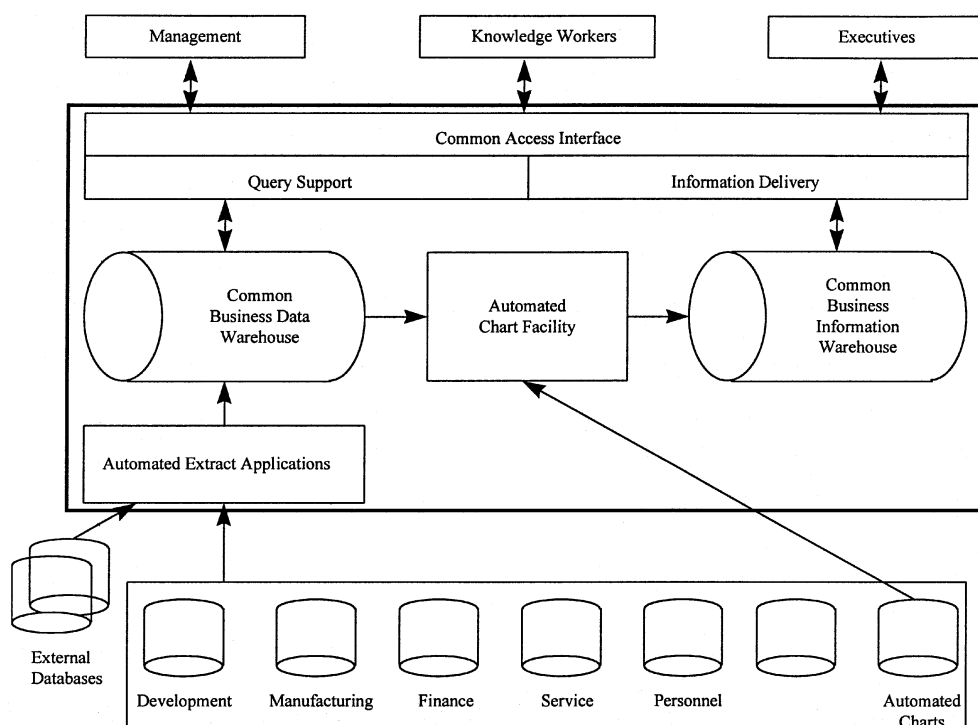 Management
Knowledge Workers
Executives
Common Access Interface
Query Support
Information Delivery
Common
Business Data
Warehouse
Automated
Chart Facility
Common
Business
Information
Warehouse
Automated Extract Applications
External
Databases
Development
Manufacturing
Finance
Service
Personnel
Automated
Charts